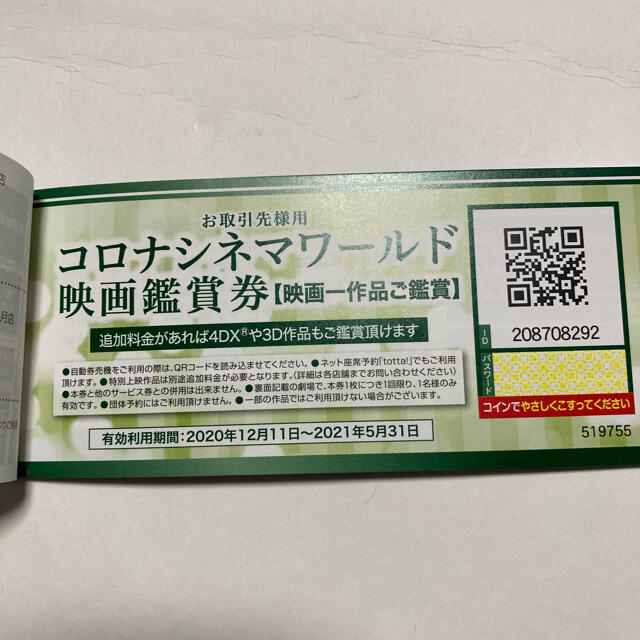 店
月店
お取引先様用
コロナシネマワールド
映画鑑賞券【映画一作品ご鑑賞】
追加料金があれば4DX®や3D作品もご鑑賞頂けます
●自動券売機をご利用の際は、QRコードを読み込ませてください。●ネット座席予約「totta!」でもご利用
頂けます。●特別上映作品は別途追加料金が必要となります。(詳細は各店舗までお問い合わせください)
●本券と他のサービス券との併用は出来ません。●裏面記載の劇場で、本券1枚につき1回限り、1名様のみ
有効です。●団体予約にはご利用頂けません。●一部の作品ではご利用頂けない場合がございます。
有効利用期間：2020年12月11日〜2021年5月31日
ID
208708292
パスワード
コインでやさしくこすってください
519755